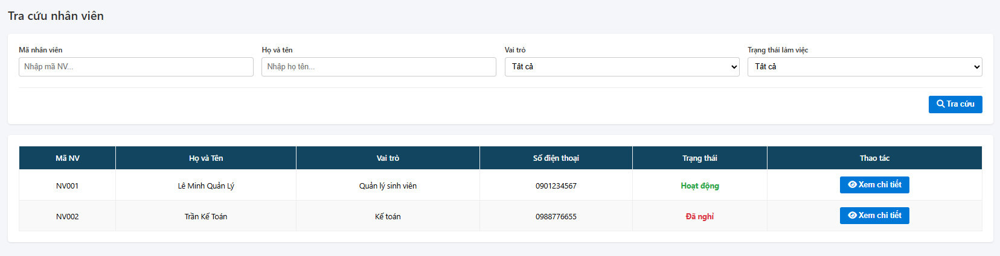 Tra cứu nhân viên
Mã nhân viên Họ và tên Vai trò Trạng thái làm việc
Nhập mã NV... Nhập họ tên... Tất cả Tất cả
Tra cứu
Mã NV Họ và Tên Vai trò Số điện thoại Trạng thái Thao tác
NV001 Lê Minh Quản Lý Quản lý sinh viên 0901234567 Hoạt động Xem chi tiết
NV002 Trần Kế Toán Kế toán 0988776655 Đã nghỉ Xem chi tiết